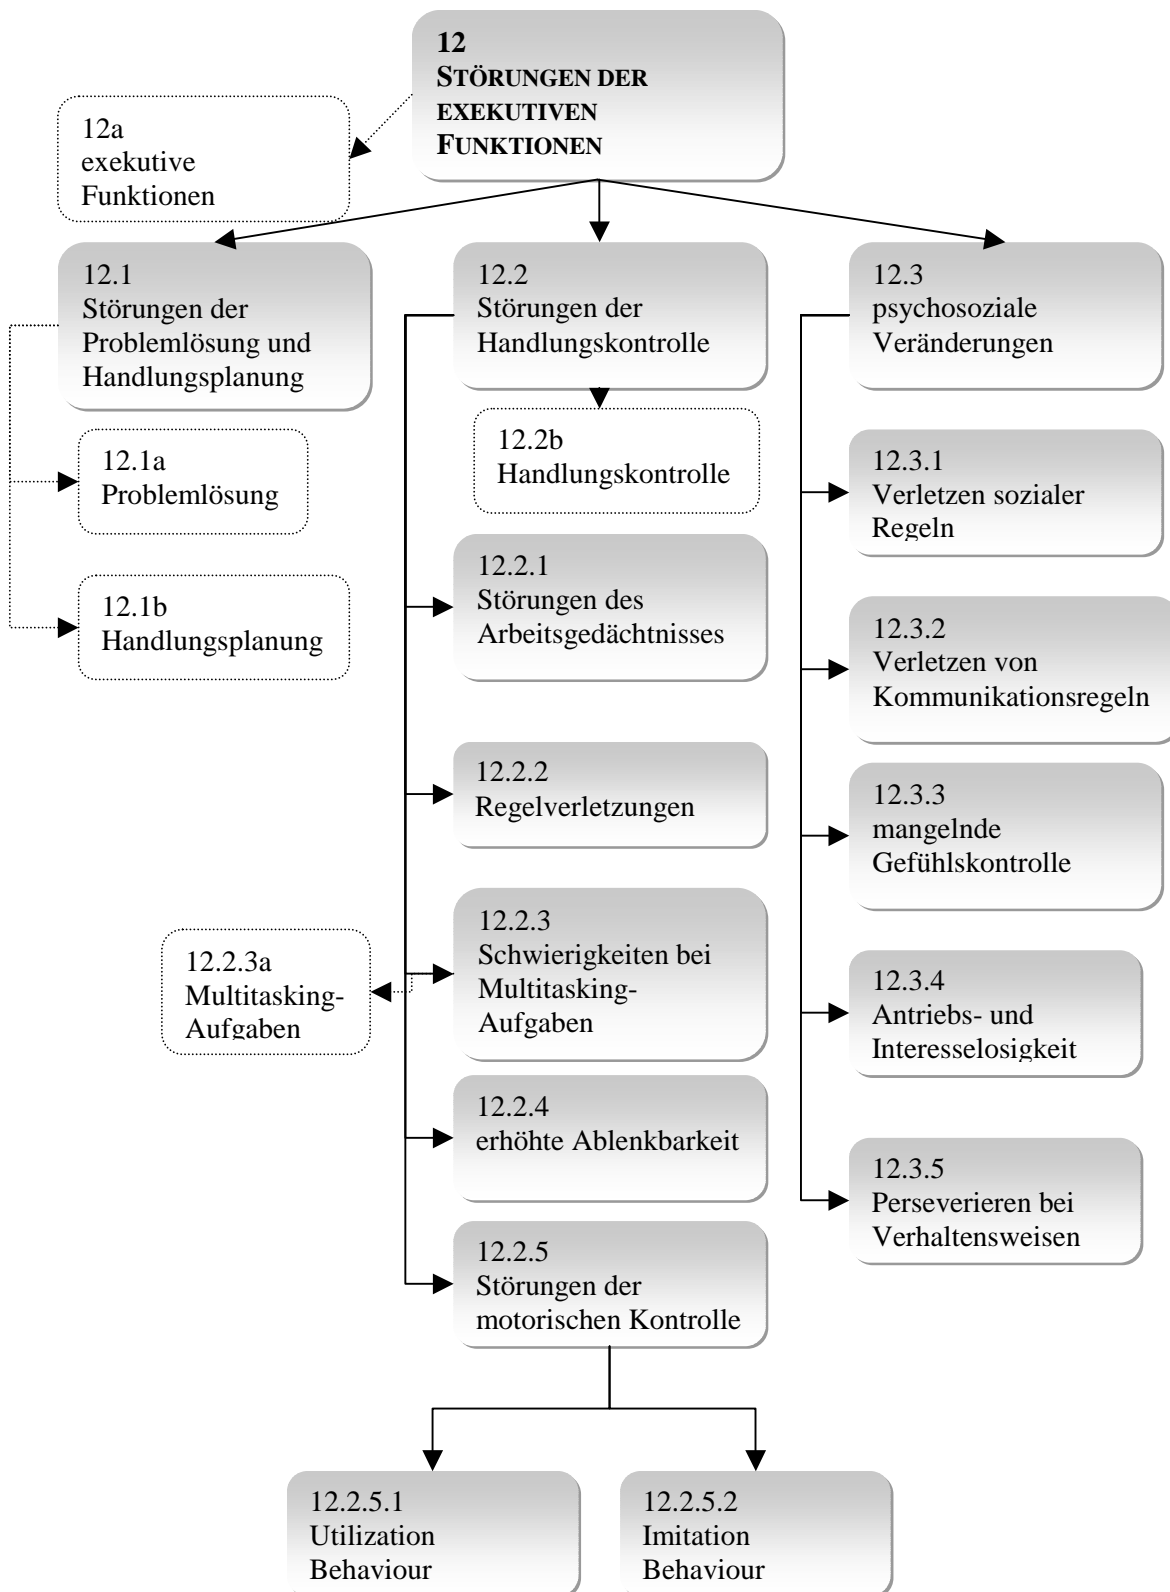 12
STÖRUNGEN DER
EXEKUTIVEN
FUNKTIONEN
12a
exekutive
Funktionen
12.1
Störungen der
Problemlösung und
Handlungsplanung
12.1a
Problemlösung
12.1b
Handlungsplanung
12.2
Störungen der
Handlungskontrolle
12.2b
Handlungskontrolle
12.2.1
Störungen des
Arbeitsgedächtnisses
12.2.2
Regelverletzungen
12.2.3
Schwierigkeiten bei
Multitasking-
Aufgaben
12.2.3a
Multitasking-
Aufgaben
12.2.4
erhöhte Ablenkbarkeit
12.2.5
Störungen der
motorischen Kontrolle
12.2.5.1
Utilization
Behaviour
12.2.5.2
Imitation
Behaviour
12.3
psychosoziale
Veränderungen
12.3.1
Verletzen sozialer
Regeln
12.3.2
Verletzen von
Kommunikationsregeln
12.3.3
mangelnde
Gefühlskontrolle
12.3.4
Antriebs- und
Interesselosigkeit
12.3.5
Perseverieren bei
Verhaltensweisen